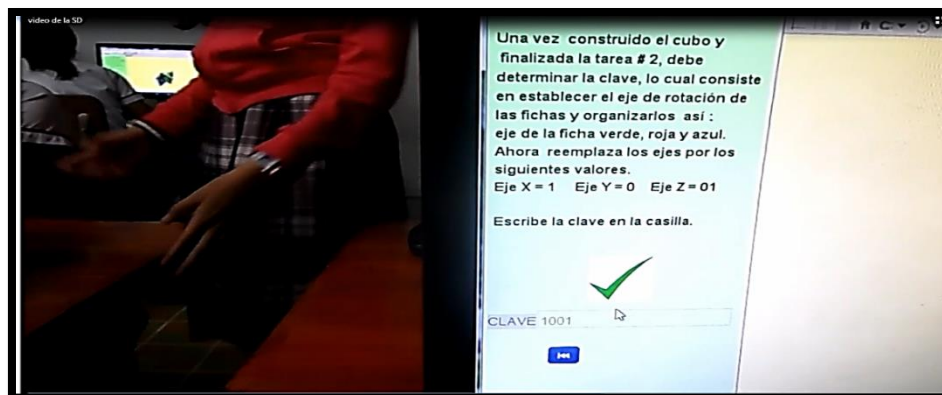 video de la SD
Una vez construido el cubo y
finalizada la tarea # 2, debe
determinar la clave, lo cual consiste
en establecer el eje de rotación de
las fichas y organizarlos así :
eje de la ficha verde, roja y azul.
Ahora reemplaza los ejes por los
siguientes valores.
Eje X = 1 Eje Y = 0 Eje Z = 01
Escribe la clave en la casilla.
CLAVE 1001